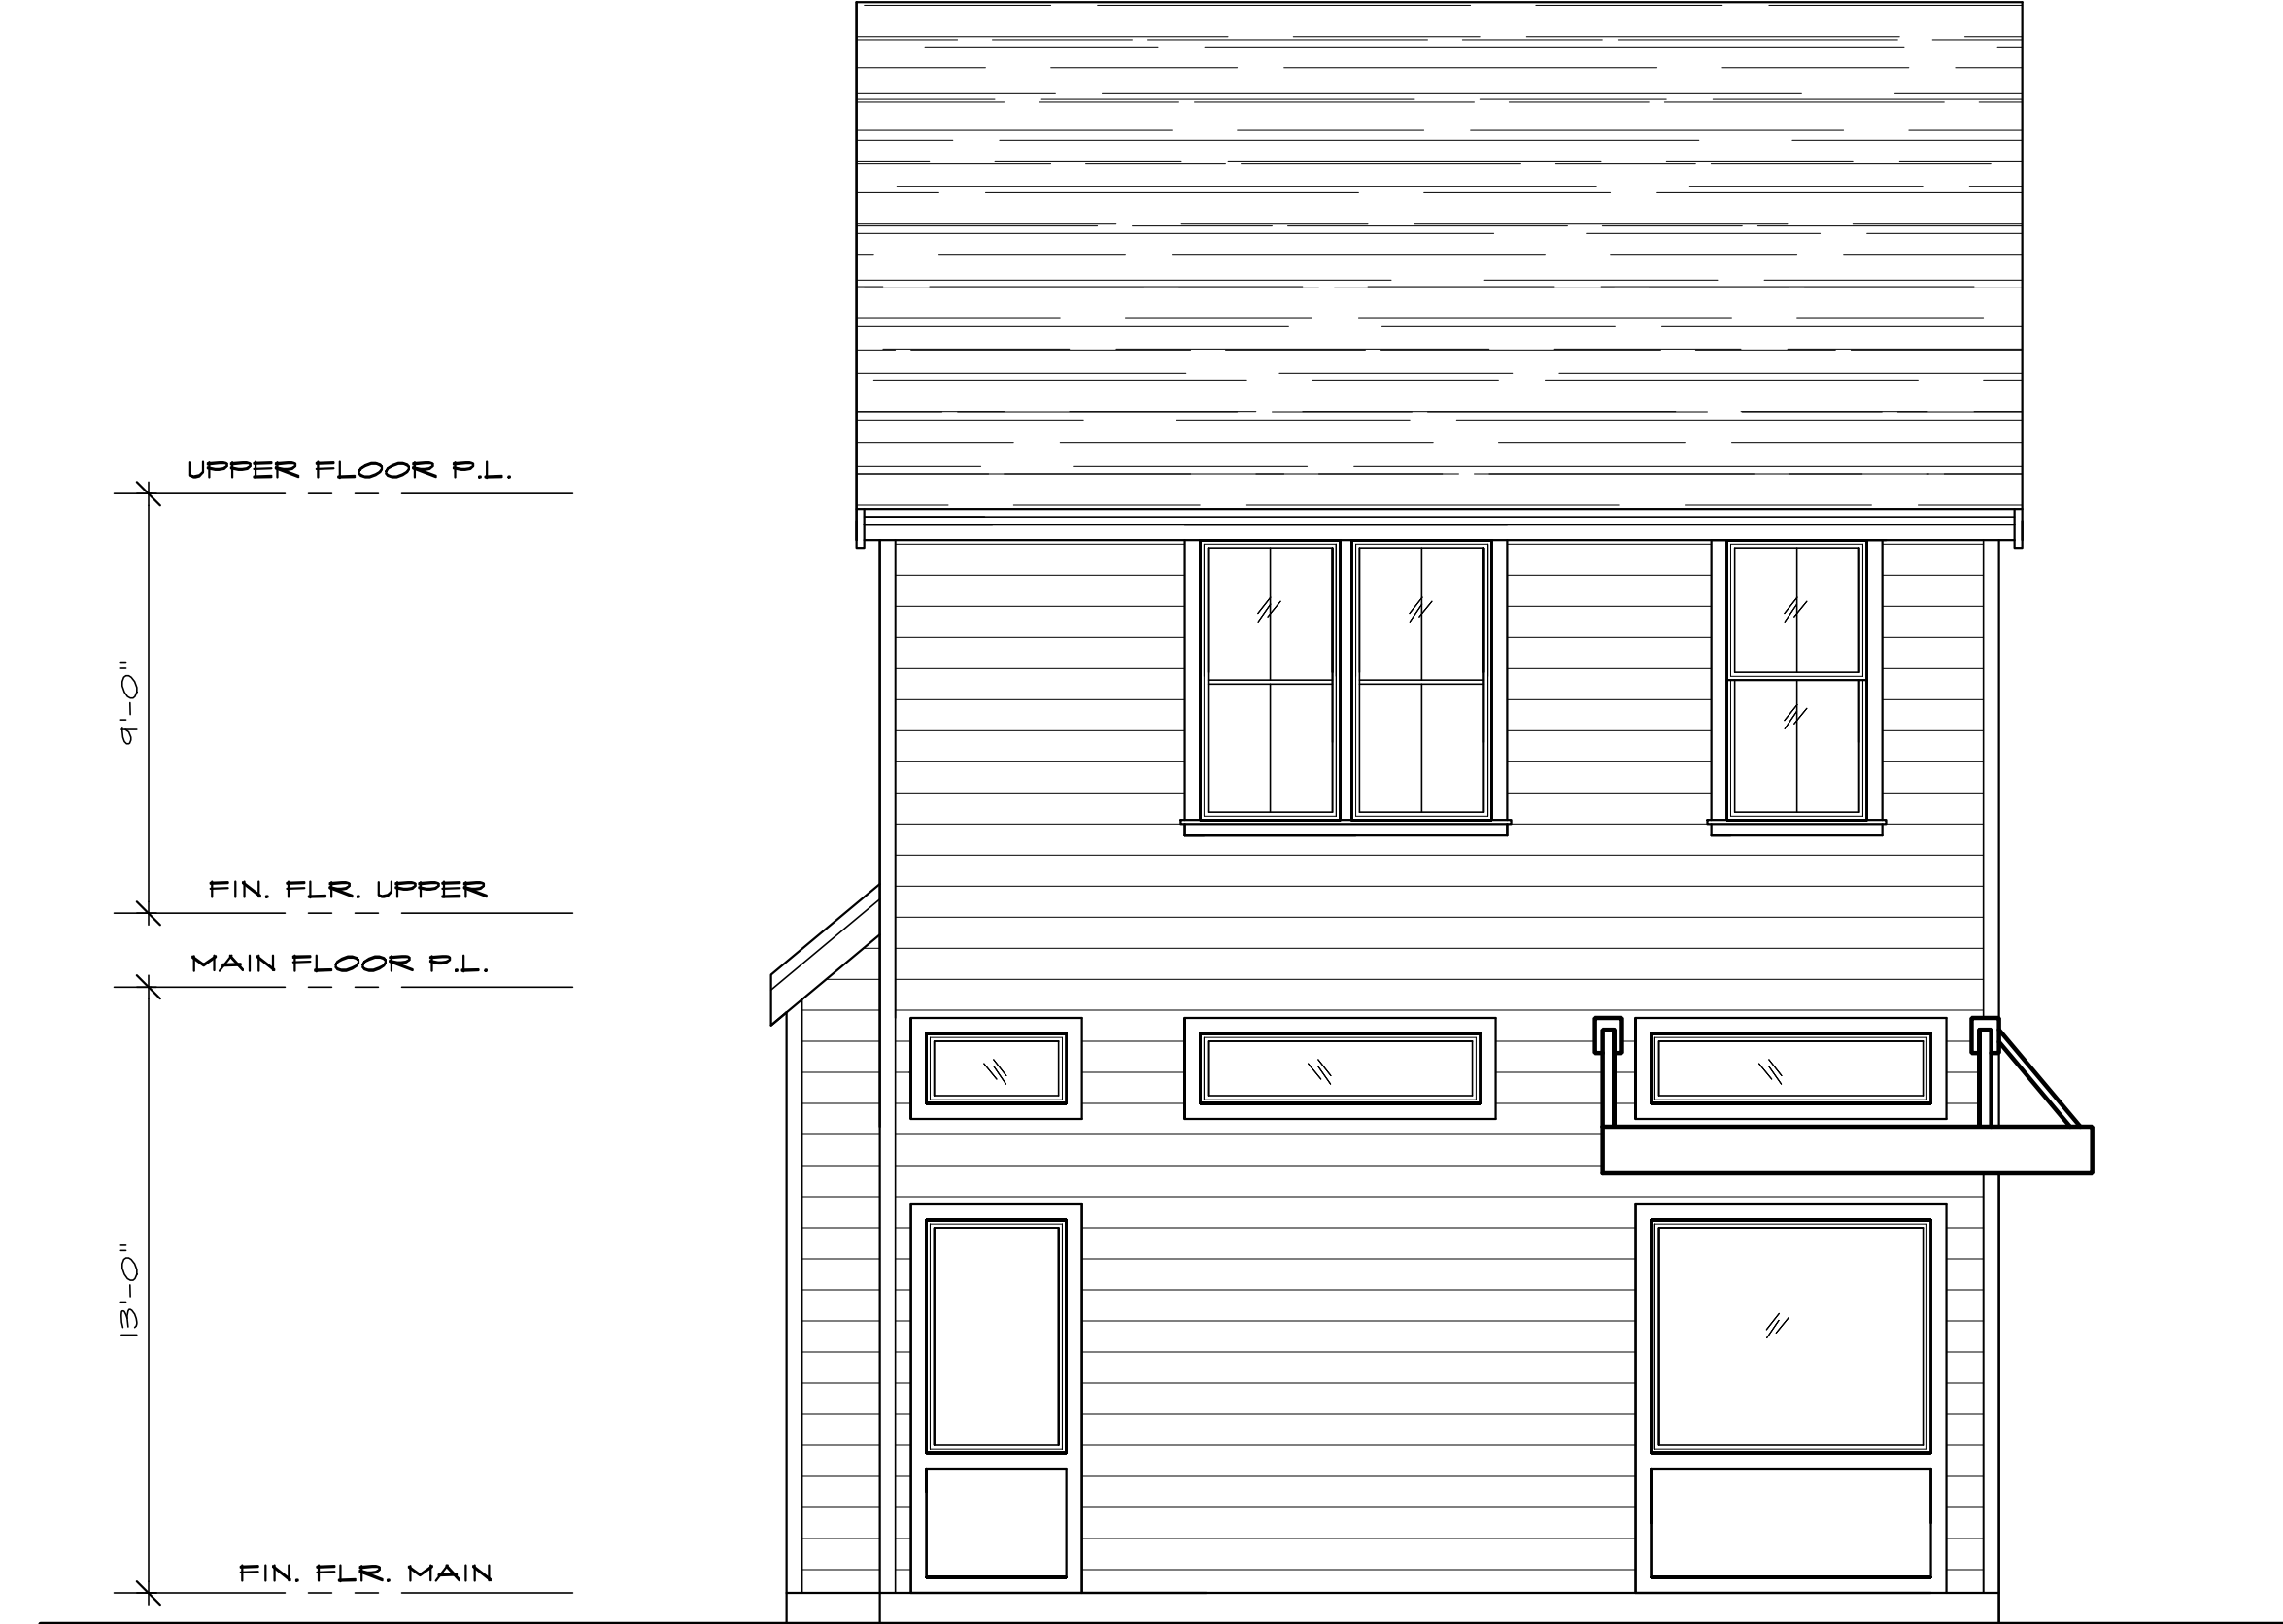 UPPER FLOOR P.L.
9'-0"
FIN. FLR. UPPER
MAIN FLOOR P.L.
13'-0"
FIN. FLR. MAIN